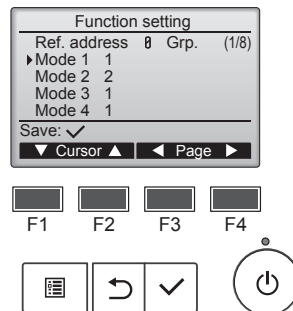 Function setting
Ref. address 0 Grp. (1/8)
Mode 1 1
Mode 2 2
Mode 3 1
Mode 4 1
Save: ✓
▼ Cursor ▲ ◀ Page ▶
F1 F2 F3 F4